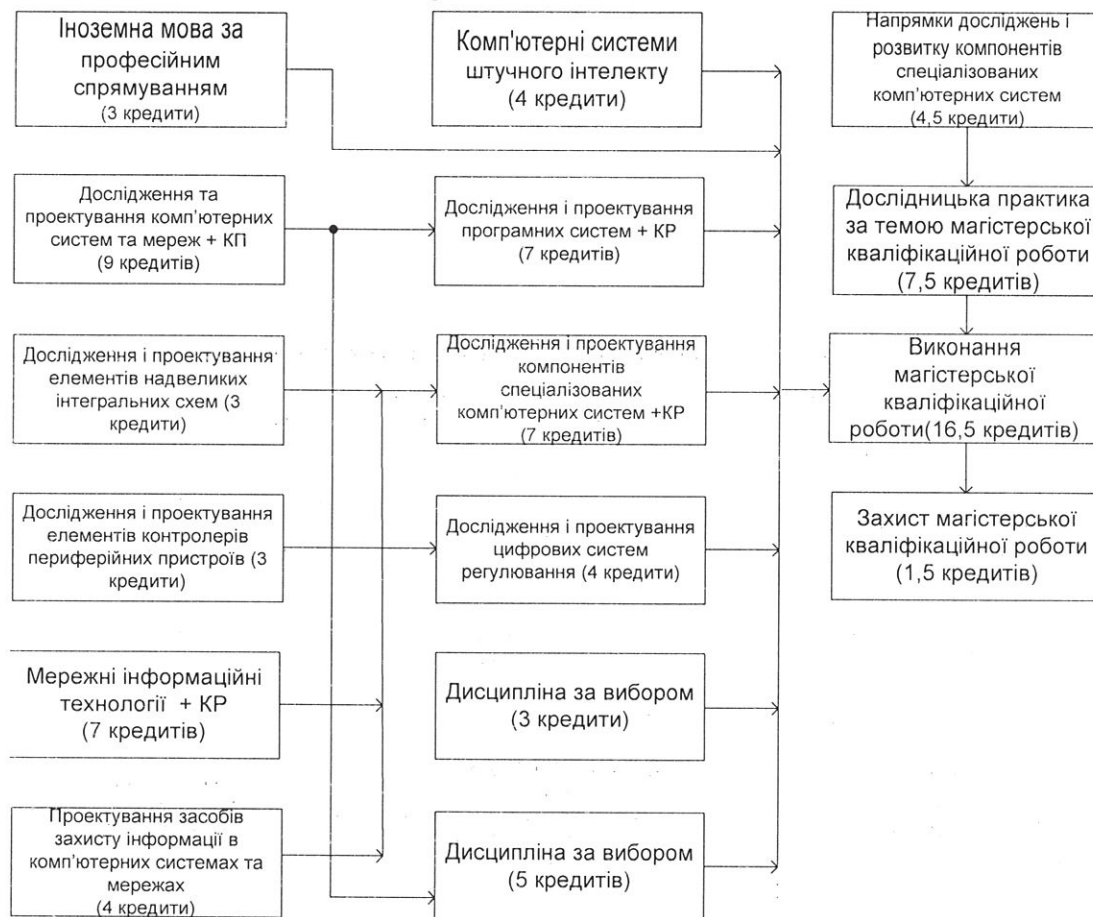 Іноземна мова за
професійним
спрямуванням
(3 кредити)
Дослідження та
проектування комп'ютерних
систем та мереж + КП
(9 кредитів)
Дослідження і проектування
елементів надвеликих
інтегральних схем (3
кредити)
Дослідження і проектування
елементів контролерів
периферійних пристроїв (3
кредити)
Мережні інформаційні
технології + КР
(7 кредитів)
Проектування засобів
захисту інформації в
комп'ютерних системах та
мережах
(4 кредити)
Комп'ютерні системи
штучного інтелекту
(4 кредити)
Дослідження і проектування
програмних систем + КР
(7 кредитів)
Дослідження і проектування
компонентів
спеціалізованих
комп'ютерних систем +КР
(7 кредитів)
Дослідження і проектування
цифрових систем
регулювання (4 кредити)
Дисципліна за вибором
(3 кредити)
Дисципліна за вибором
(5 кредитів)
Напрямки досліджень і
розвитку компонентів
спеціалізованих
комп'ютерних систем
(4,5 кредити)
Дослідницька практика
за темою магістерської
кваліфікаційної роботи
(7,5 кредитів)
Виконання
магістерської
кваліфікаційної
роботи(16,5 кредитів)
Захист магістерської
кваліфікаційної роботи
(1,5 кредитів)